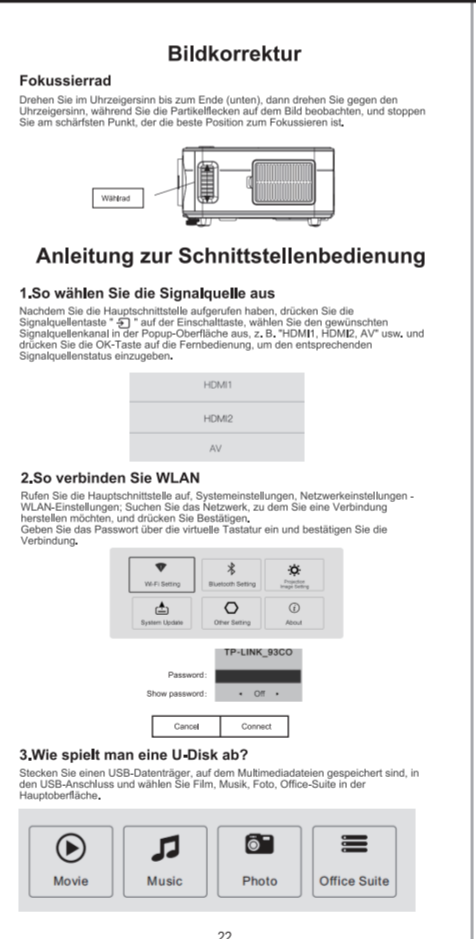 Bildkorrektur
Fokussierrad
Drehen Sie im Uhrzeigersinn bis zum Ende (unten), dann drehen Sie gegen den
Uhrzeigersinn, während Sie die Partikelflecken auf dem Bild beobachten, und stoppen
Sie am schärfsten Punkt, der die beste Position zum Fokussieren ist.
Wählrad
Anleitung zur Schnittstellenbedienung
1.So wählen Sie die Signalquelle aus
Nachdem Sie die Hauptschnittstelle aufgerufen haben, drücken Sie die
Signalquellentaste " " auf der Einschalttaste, wählen Sie den gewünschten
Signalquellenkanal in der Popup-Oberfläche aus, z. B. "HDMI1, HDMI2, AV" usw. und
drücken Sie die OK-Taste auf die Fernbedienung, um den entsprechenden
Signalquellenstatus einzugeben.
HDMI1
HDMI2
AV
2.So verbinden Sie WLAN
Rufen Sie die Hauptschnittstelle auf, Systemeinstellungen, Netzwerkeinstellungen -
WLAN-Einstellungen; Suchen Sie das Netzwerk, zu dem Sie eine Verbindung
herstellen möchten, und drücken Sie Bestätigen.
Geben Sie das Passwort über die virtuelle Tastatur ein und bestätigen Sie die
Verbindung.
Wi-Fi Setting Bluetooth Setting Projection
Image Setting
System Update Other Setting About
TP-LINK_93CO
Password:
Show password: Off
Cancel Connect
3.Wie spielt man eine U-Disk ab?
Stecken Sie einen USB-Datenträger, auf dem Multimediadateien gespeichert sind, in
den USB-Anschluss und wählen Sie Film, Musik, Foto, Office-Suite in der
Hauptoberfläche.
Movie Music Photo Office Suite
22